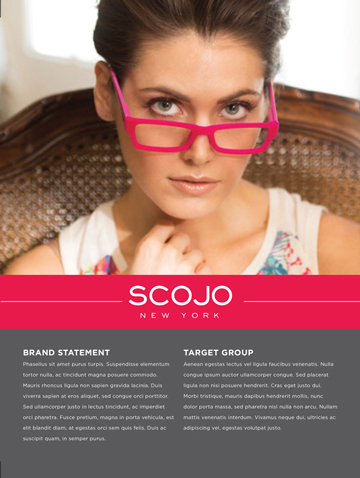 SCOJO
NEW YORK
BRAND STATEMENT
Phasellus sit amet purus turpis. Suspendisse elementum
tortor nulla, ac tincidunt magna posuere commodo.
Mauris rhoncus ligula non sapien gravida lacinia. Duis
viverra sapien at eros aliquet, sed congue orci porttitor.
Sed ullamcorper justo in lectus tincidunt, ac imperdiet
orci pharetra. Fusce pretium, magna in porta vehicula, est
elit blandit diam, at egestas orci sem quis felis. Duis ac
suscipit quam, in semper purus.
TARGET GROUP
Aenean egestas lectus vel ligula faucibus venenatis. Nulla
congue ipsum auctor ullamcorper congue. Sed placerat
ligula non nisl posuere hendrerit. Cras eget justo dui.
Morbi tristique, mauris dapibus hendrerit mollis, nunc
dolor porta massa, sed pharetra nisi nulla non arcu. Nullam
mattis venenatis interdum. Vivamus neque dui, ultricies ac
adipiscing vel, egestas volutpat justo.